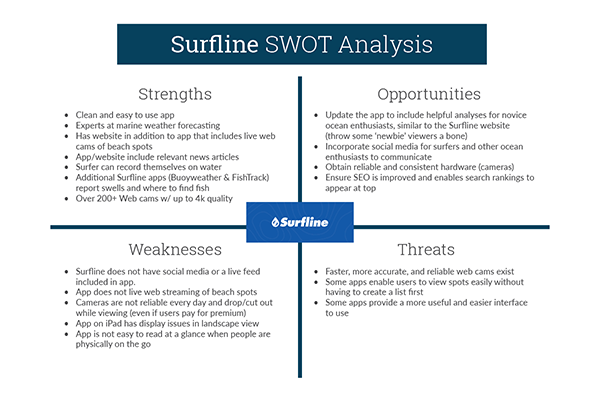 Surfline SWOT Analysis
Strengths
• Clean and easy to use app
• Experts at marine weather forecasting
• Has website in addition to app that includes live web
cams of beach spots
• App/website include relevant news articles
• Surfer can record themselves on water
• Additional Surfline apps (Buoyweather & FishTrack)
report swells and where to find fish
• Over 200+ Web cams w/ up to 4k quality
Opportunities
• Update the app to include helpful analyses for novice
ocean enthusiasts, similar to the Surfline website
(throw some 'newbie' viewers a bone)
• Incorporate social media for surfers and other ocean
enthusiasts to communicate
• Obtain reliable and consistent hardware (cameras)
• Ensure SEO is improved and enables search rankings to
appear at top
Surfline
Weaknesses
• Surfline does not have social media or a live feed
included in app.
• App does not live web streaming of beach spots
• Cameras are not reliable every day and drop/cut out
while viewing (even if users pay for premium)
• App on iPad has display issues in landscape view
• App is not easy to read at a glance when people are
physically on the go
Threats
• Faster, more accurate, and reliable web cams exist
• Some apps enable users to view spots easily without
having to create a list first
• Some apps provide a more useful and easier interface
to use